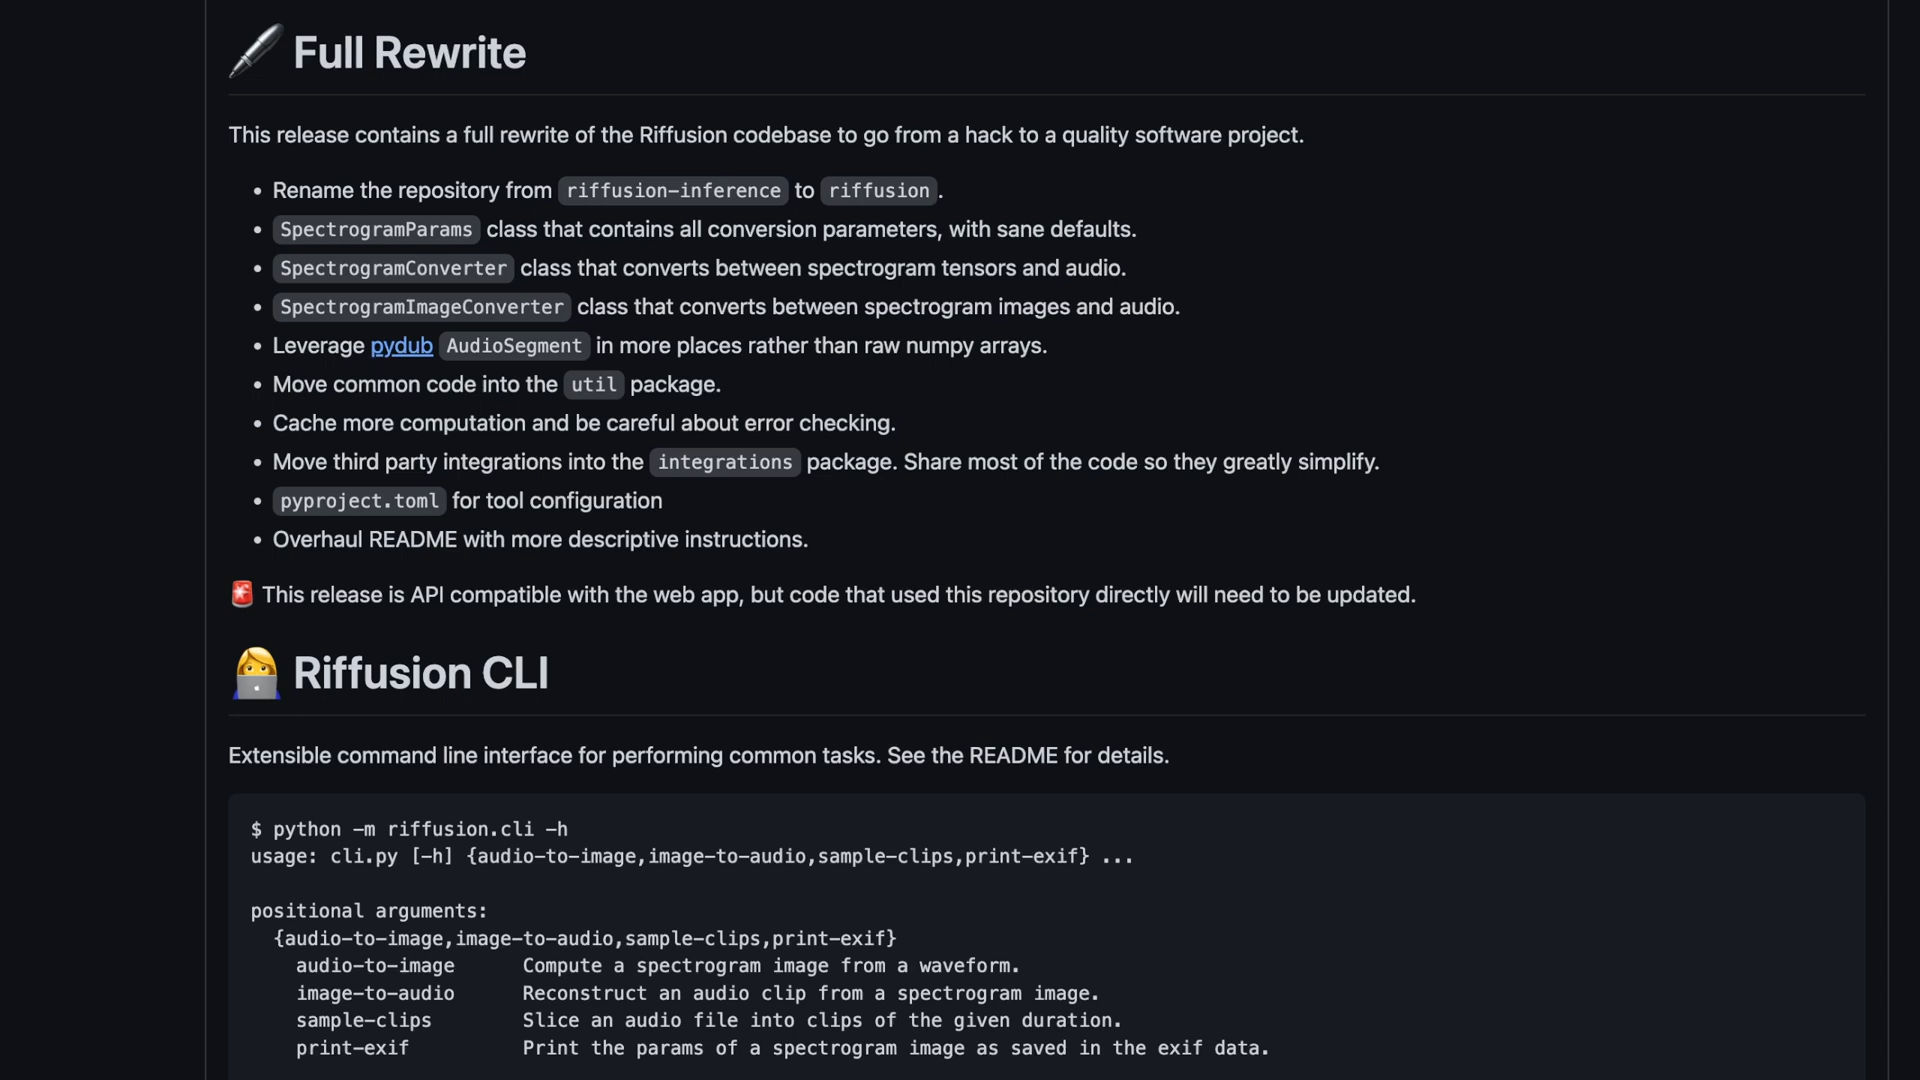 Full Rewrite
This release contains a full rewrite of the Riffusion codebase to go from a hack to a quality software project.
• Rename the repository from riffusion-inference to riffusion.
• SpectrogramParams class that contains all conversion parameters, with sane defaults.
• SpectrogramConverter class that converts between spectrogram tensors and audio.
• SpectrogramImageConverter class that converts between spectrogram images and audio.
• Leverage pydub AudioSegment in more places rather than raw numpy arrays.
• Move common code into the util package.
• Cache more computation and be careful about error checking.
• Move third party integrations into the integrations package. Share most of the code so they greatly simplify.
• pyproject.toml for tool configuration
• Overhaul README with more descriptive instructions.
🚨 This release is API compatible with the web app, but code that used this repository directly will need to be updated.
Riffusion CLI
Extensible command line interface for performing common tasks. See the README for details.
$ python -m riffusion.cli -h
usage: cli.py [-h] {audio-to-image,image-to-audio,sample-clips,print-exif} ...
positional arguments:
{audio-to-image,image-to-audio,sample-clips,print-exif}
audio-to-image Compute a spectrogram image from a waveform.
image-to-audio Reconstruct an audio clip from a spectrogram image.
sample-clips Slice an audio file into clips of the given duration.
print-exif Print the params of a spectrogram image as saved in the exif data.